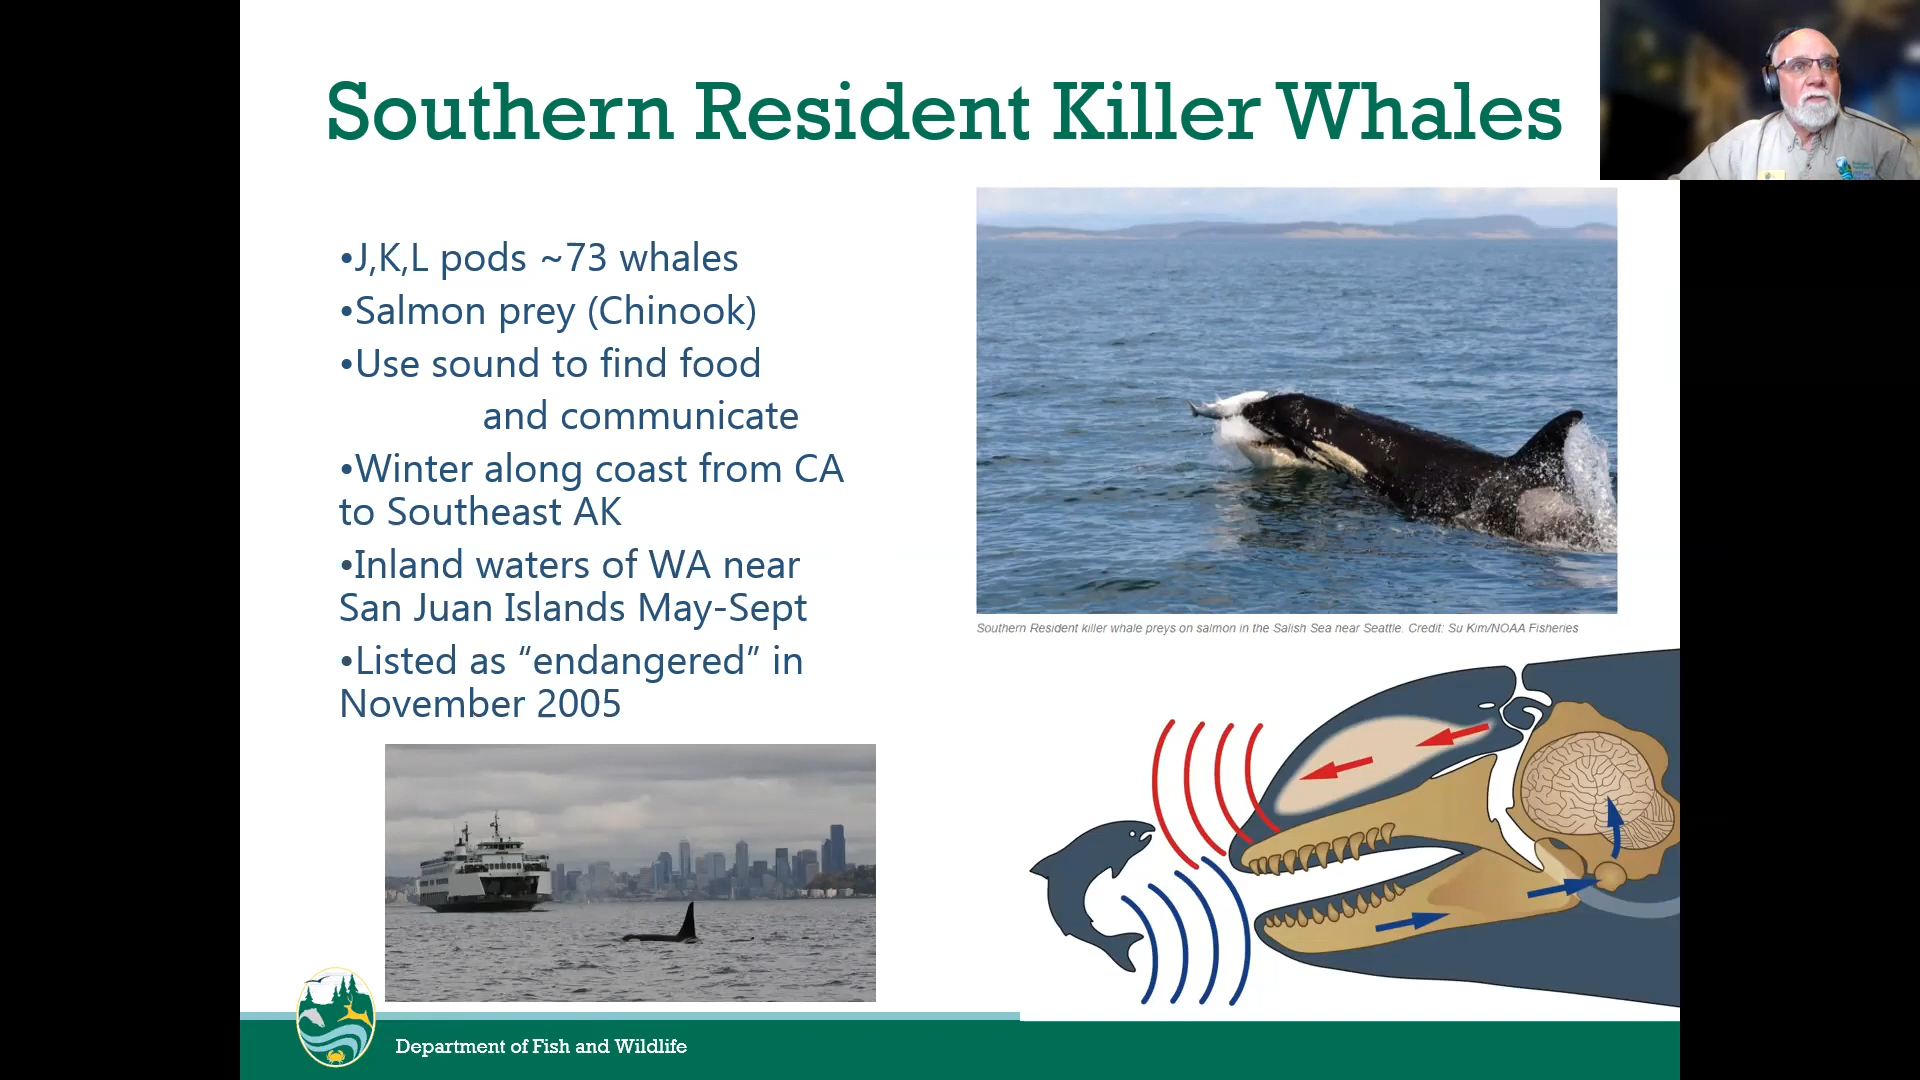 Southern Resident Killer Whales
•J,K,L pods ~73 whales
•Salmon prey (Chinook)
•Use sound to find food
and communicate
•Winter along coast from CA
to Southeast AK
•Inland waters of WA near
San Juan Islands May-Sept
•Listed as “endangered” in
November 2005
Southern Resident killer whale preys on salmon in the Salish Sea near Seattle. Credit: Su Kim/NOAA Fisheries
Department of Fish and Wildlife